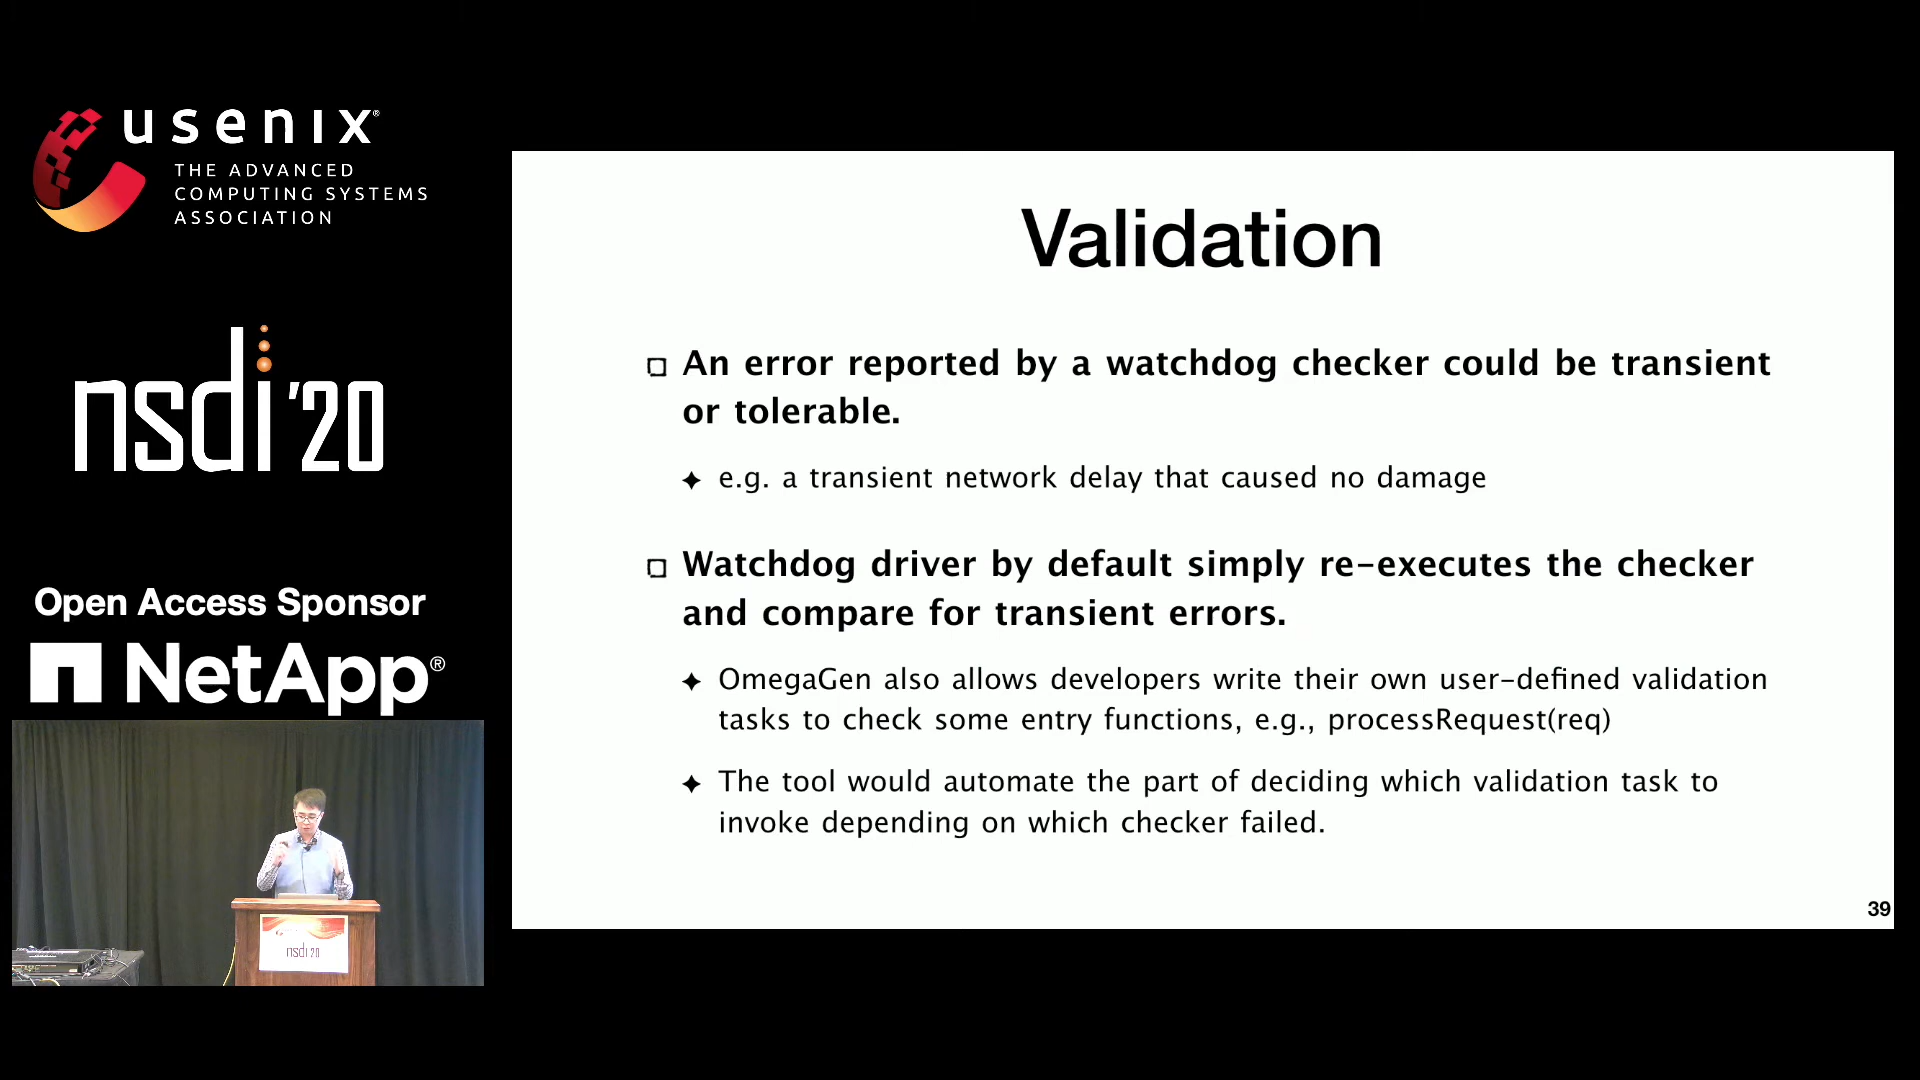 usenix®
THE ADVANCED
COMPUTING SYSTEMS
ASSOCIATION
nsdi '20
Open Access Sponsor
NetApp®
nsdi 20
Validation
An error reported by a watchdog checker could be transient
or tolerable.
e.g. a transient network delay that caused no damage
Watchdog driver by default simply re-executes the checker
and compare for transient errors.
OmegaGen also allows developers write their own user-defined validation
tasks to check some entry functions, e.g., processRequest(req)
The tool would automate the part of deciding which validation task to
invoke depending on which checker failed.
39